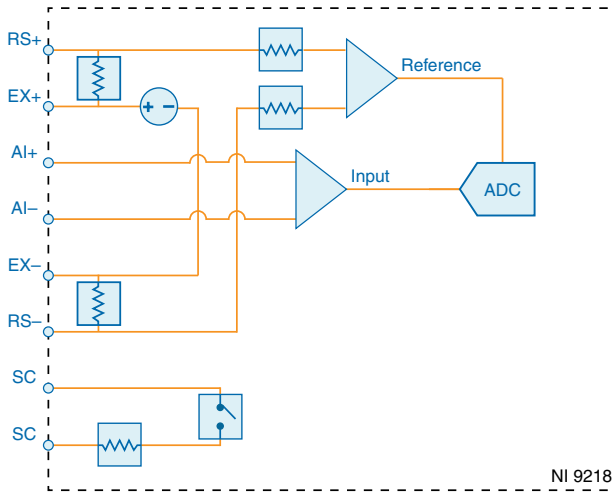 RS+
EX+
AI+
AI–
EX–
RS–
SC
SC
+ –
Reference
Input
ADC
NI 9218